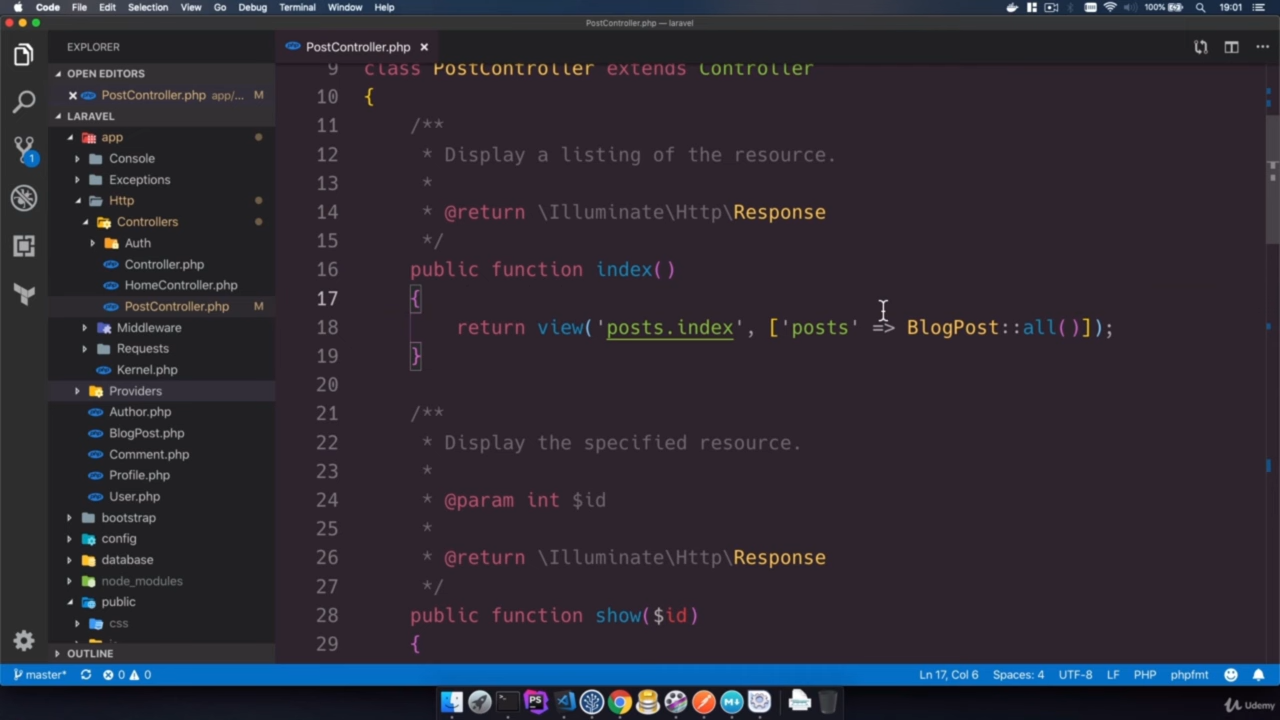 Code File Edit Selection View Go Debug Terminal Window Help 100% 19:01
PostController.php — laravel
EXPLORER
PostController.php
OPEN EDITORS
PostController.php app/... M
LARAVEL
app
Console
Exceptions
Http
Controllers
Auth
Controller.php
HomeController.php
PostController.php M
Middleware
Requests
Kernel.php
Providers
Author.php
BlogPost.php
Comment.php
Profile.php
User.php
bootstrap
config
database
node_modules
public
css
OUTLINE
9 class PostController extends Controller
10 {
11 /**
12 * Display a listing of the resource.
13 *
14 * @return \Illuminate\Http\Response
15 */
16 public function index()
17 {
18 return view('posts.index', ['posts' => BlogPost::all()]);
19 }
20
21 /**
22 * Display the specified resource.
23 *
24 * @param int $id
25 *
26 * @return \Illuminate\Http\Response
27 */
28 public function show($id)
29 {
1
master* 0 0 Ln 17, Col 6 Spaces: 4 UTF-8 LF PHP phpfmt
PS
M
Udemy